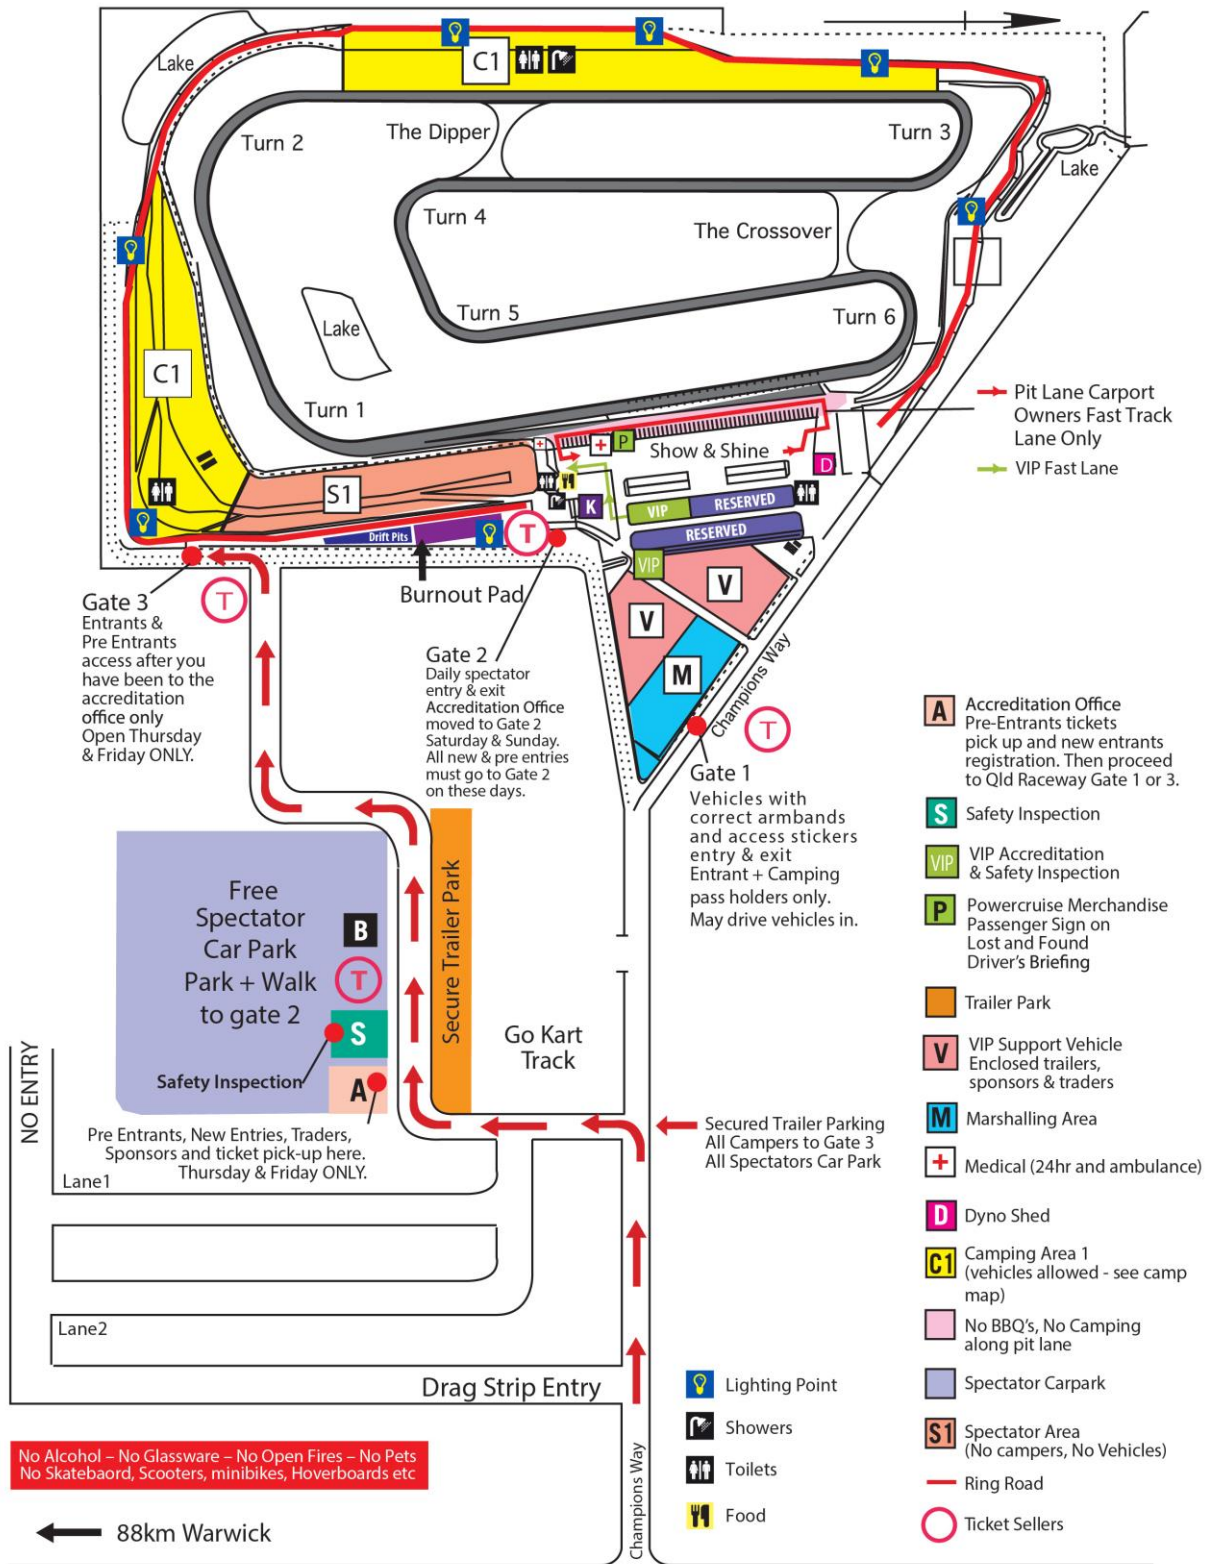 Lake
C1
Turn 2
The Dipper
Turn 3
Lake
Turn 4
The Crossover
Turn 5
Turn 6
Lake
Turn 1
C1
Pit Lane Carport
Owners Fast Track
Lane Only
VIP Fast Lane
P
Show & Shine
D
S1
K
VIP
RESERVED
RESERVED
Drift Pits
T
VIP
V
V
M
Burnout Pad
Champions Way
T
T
Gate 3
Entrants &
Pre Entrants
access after you
have been to the
accreditation
office only
Open Thursday
& Friday ONLY.
Gate 2
Daily spectator
entry & exit
Accreditation Office
moved to Gate 2
Saturday & Sunday.
All new & pre entries
must go to Gate 2
on these days.
Gate 1
Vehicles with
correct armbands
and access stickers
entry & exit
Entrant + Camping
pass holders only.
May drive vehicles in.
Free
Spectator
Car Park
Park + Walk
to gate 2
B
T
S
Safety Inspection
A
Secure Trailer Park
Go Kart
Track
NO ENTRY
Pre Entrants, New Entries, Traders,
Sponsors and ticket pick-up here.
Thursday & Friday ONLY.
Secured Trailer Parking
All Campers to Gate 3
All Spectators Car Park
Lane1
Lane2
Drag Strip Entry
Champions Way
No Alcohol – No Glassware – No Open Fires – No Pets
No Skatebaord, Scooters, minibikes, Hoverboards etc
88km Warwick
Lighting Point
Showers
Toilets
Food
A Accreditation Office
Pre-Entrants tickets
pick up and new entrants
registration. Then proceed
to Qld Raceway Gate 1 or 3.
S Safety Inspection
VIP VIP Accreditation
& Safety Inspection
P Powercruise Merchandise
Passenger Sign on
Lost and Found
Driver's Briefing
Trailer Park
V VIP Support Vehicle
Enclosed trailers,
sponsors & traders
M Marshalling Area
Medical (24hr and ambulance)
D Dyno Shed
C1 Camping Area 1
(vehicles allowed - see camp
map)
No BBQ's, No Camping
along pit lane
Spectator Carpark
S1 Spectator Area
(No campers, No Vehicles)
Ring Road
Ticket Sellers